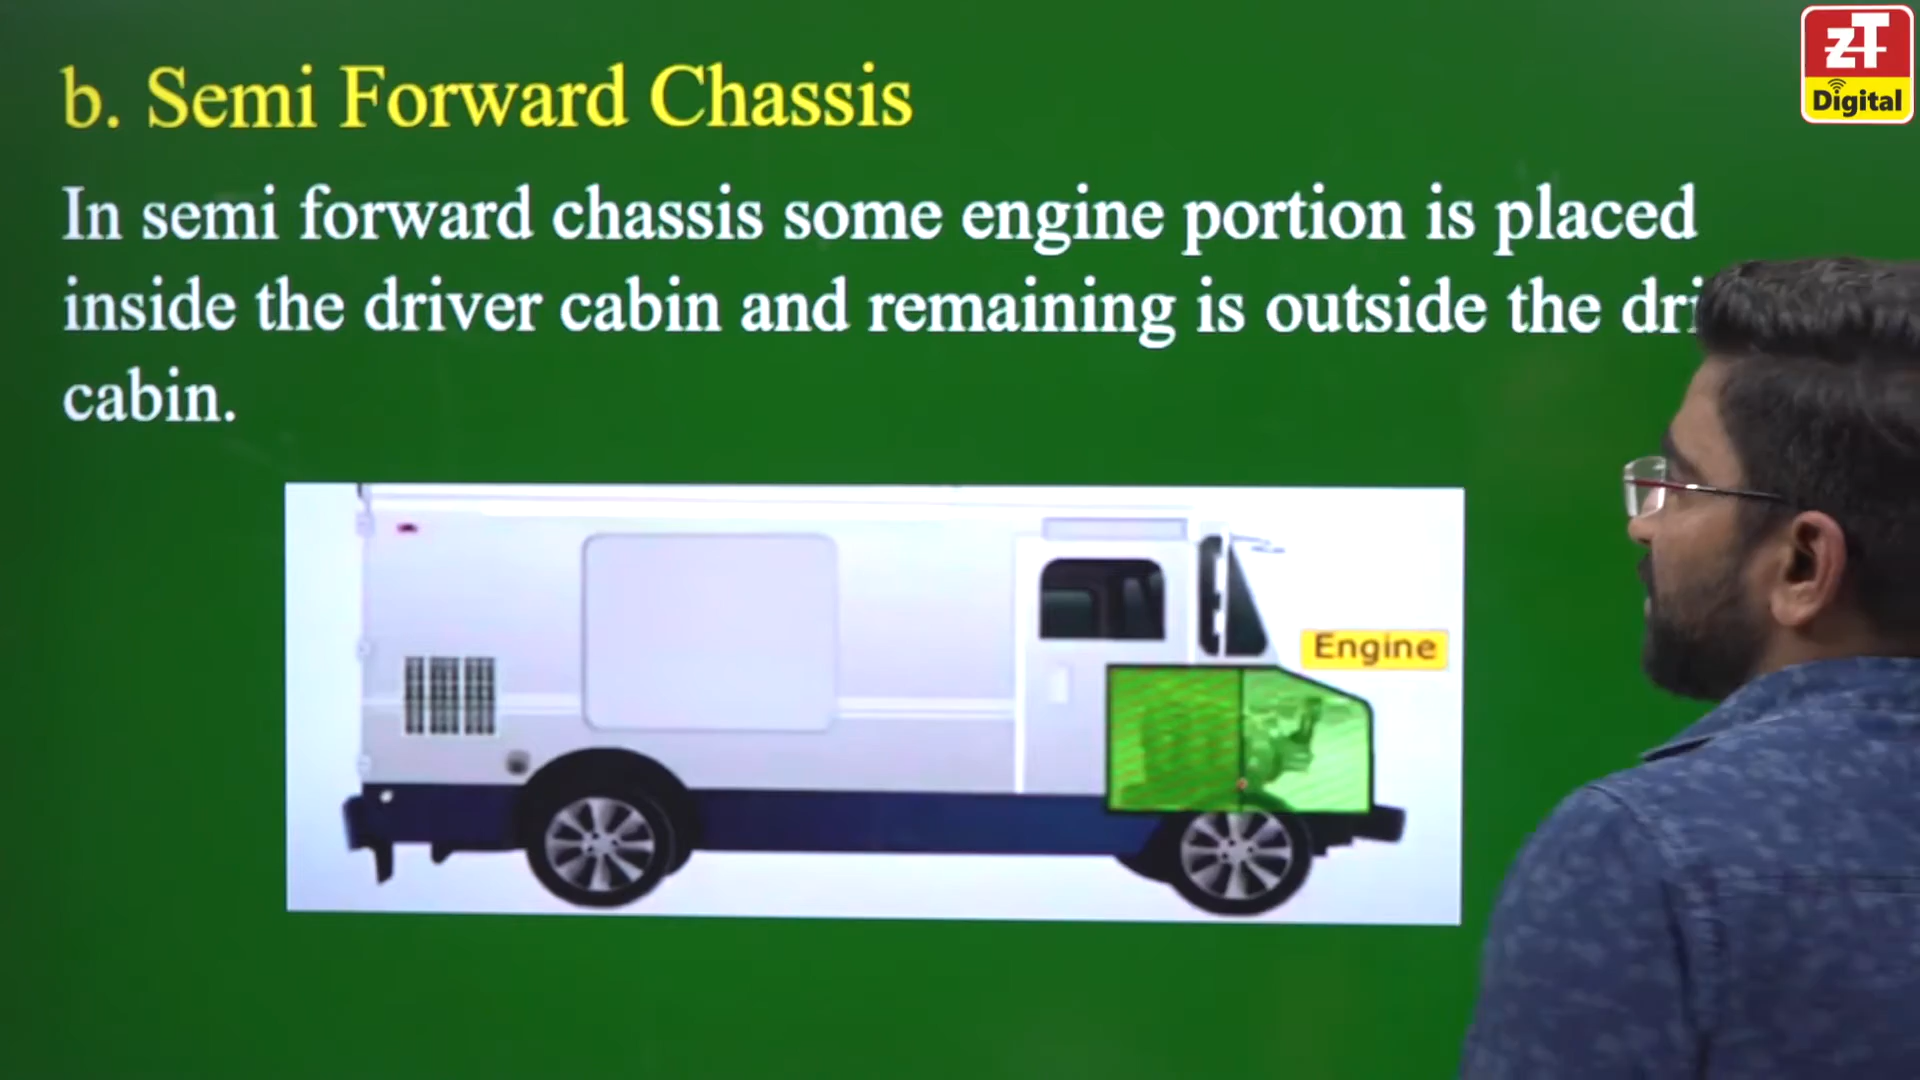 b. Semi Forward Chassis
In semi forward chassis some engine portion is placed
inside the driver cabin and remaining is outside the
cabin.
Engine
ZT
Digital